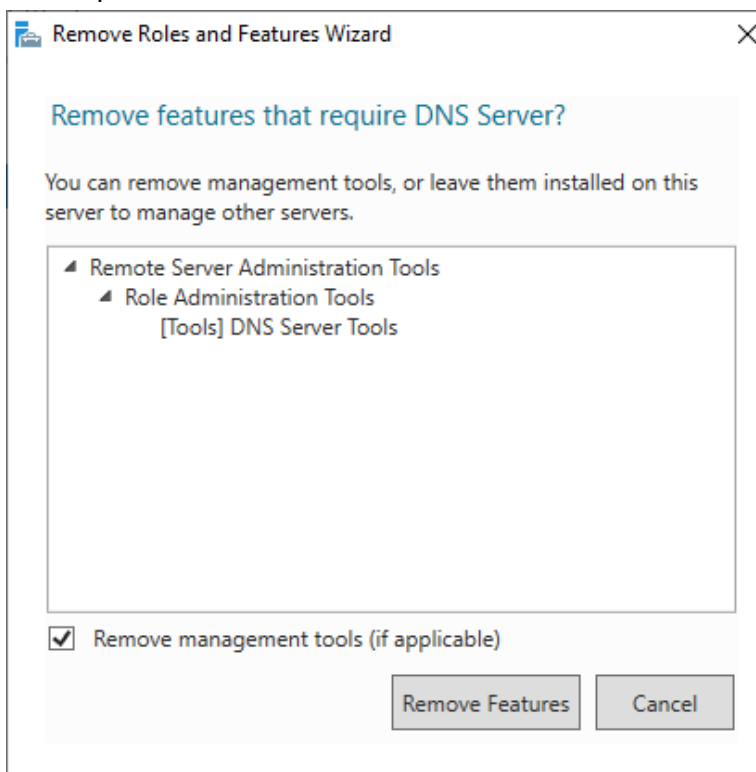 Remove Roles and Features Wizard
Remove features that require DNS Server?
You can remove management tools, or leave them installed on this
server to manage other servers.
Remote Server Administration Tools
Role Administration Tools
[Tools] DNS Server Tools
Remove management tools (if applicable)
Remove Features
Cancel